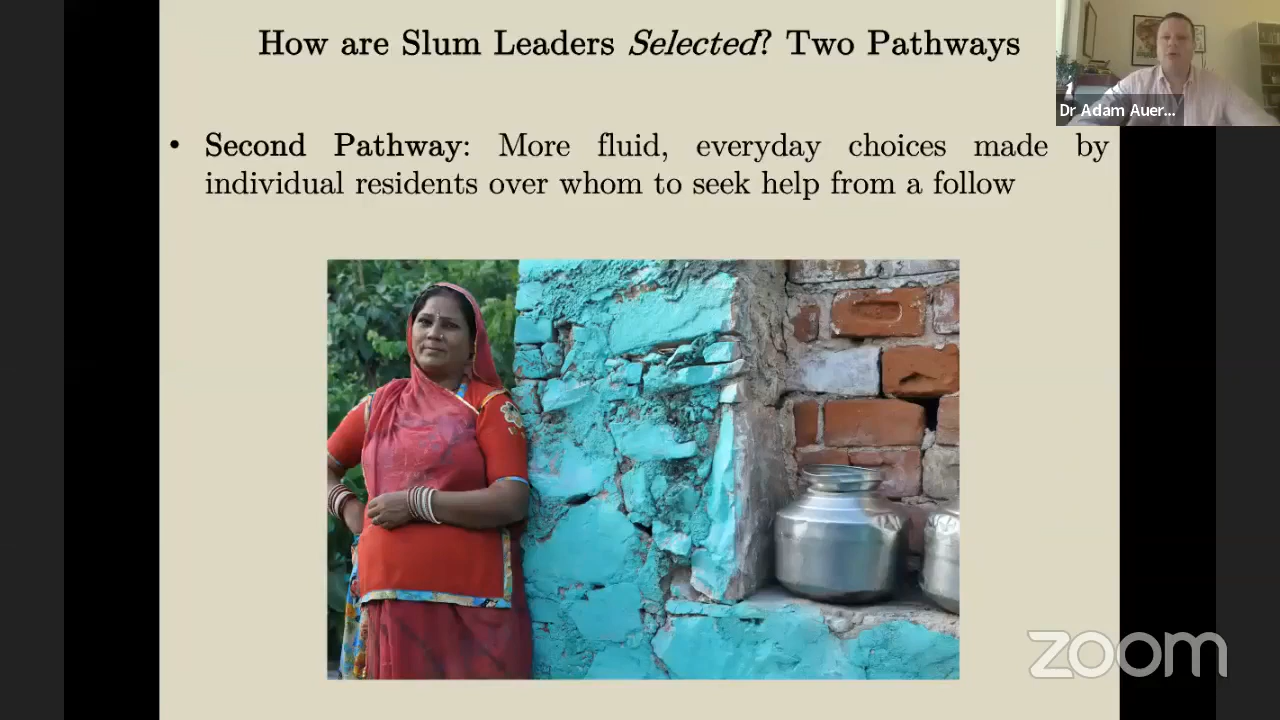 How are Slum Leaders Selected? Two Pathways
Dr Adam Auer...
• Second Pathway: More fluid, everyday choices made by
individual residents over whom to seek help from a follow
zoom